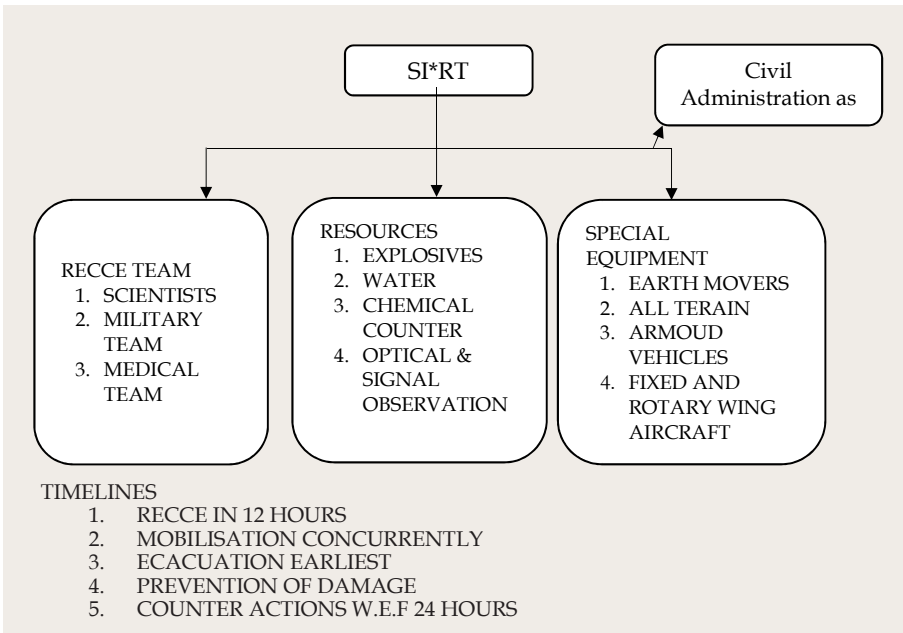 SI*RT
Civil
Administration as
RECCE TEAM
1. SCIENTISTS
2. MILITARY
TEAM
3. MEDICAL
TEAM
RESOURCES
1. EXPLOSIVES
2. WATER
3. CHEMICAL
COUNTER
4. OPTICAL &
SIGNAL
OBSERVATION
SPECIAL
EQUIPMENT
1. EARTH MOVERS
2. ALL TERAIN
3. ARMOUD
VEHICLES
4. FIXED AND
ROTARY WING
AIRCRAFT
TIMELINES
1. RECCE IN 12 HOURS
2. MOBILISATION CONCURRENTLY
3. ECACUATION EARLIEST
4. PREVENTION OF DAMAGE
5. COUNTER ACTIONS W.E.F 24 HOURS